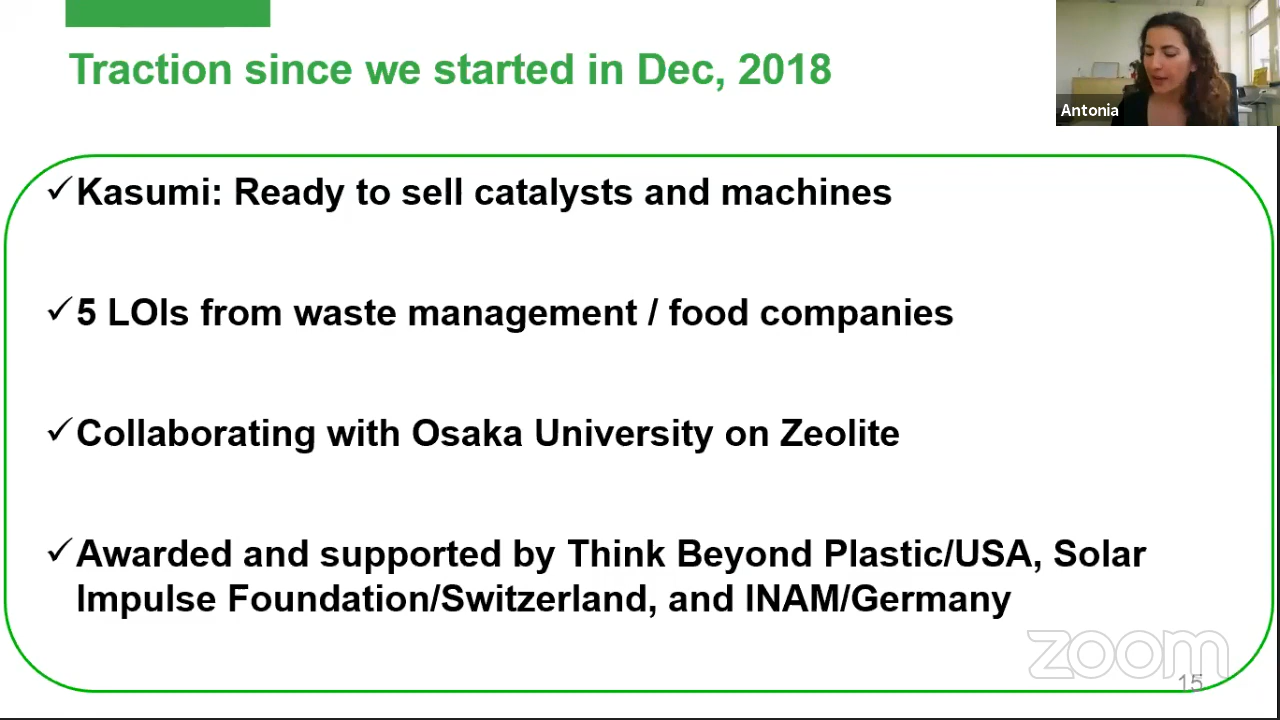 Traction since we started in Dec, 2018
Antonia
✓Kasumi: Ready to sell catalysts and machines
✓5 LOIs from waste management / food companies
✓Collaborating with Osaka University on Zeolite
✓Awarded and supported by Think Beyond Plastic/USA, Solar
Impulse Foundation/Switzerland, and INAM/Germany
zoom
15